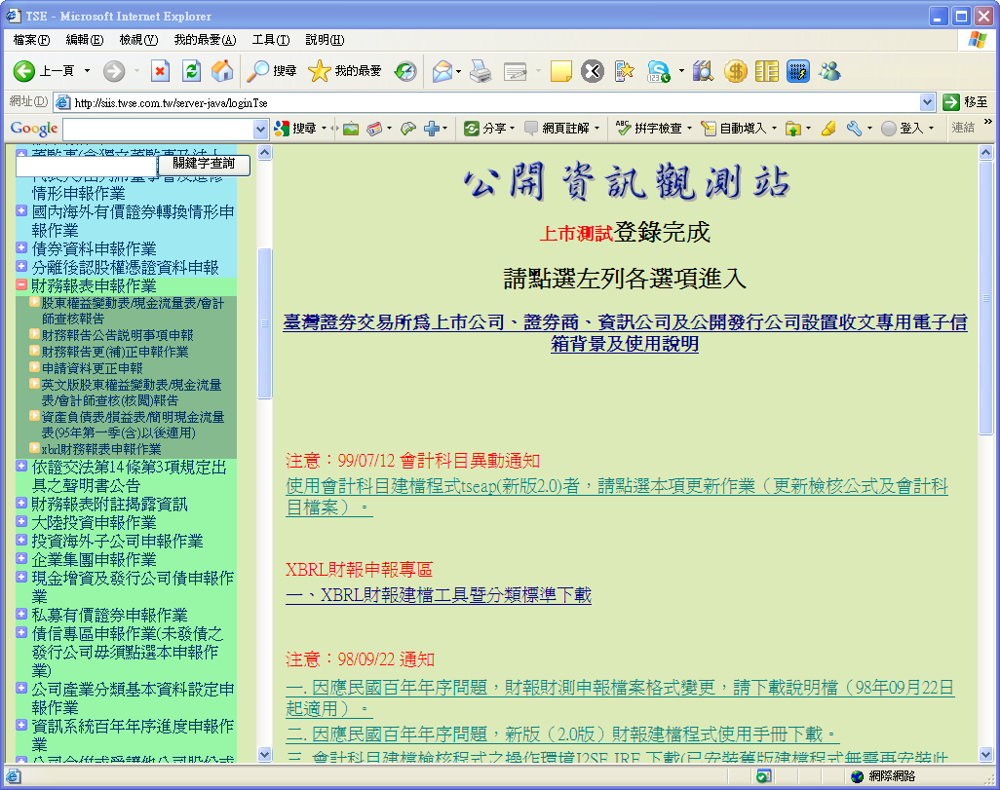 TSE - Microsoft Internet Explorer
檔案(F) 編輯(E) 檢視(V) 我的最愛(A) 工具(T) 說明(H)
上一頁 搜尋 我的最愛
網址(D) http://siis.twse.com.tw/server-java/loginTse 移至
Google 搜尋 分享 網頁註解 拼字檢查 自動填入 登入 連結 »
關鍵字查詢
情形申報作業
國內海外有價證券轉換情形申
報作業
債券資料申報作業
分離後認股權憑證資料申報
財務報表申報作業
股東權益變動表/現金流量表/會計
師查核報告
財務報告公告說明事項申報
財務報告更(補)正申報作業
申請資料更正申報
英文版股東權益變動表/現金流量
表/會計師查核(核閱)報告
資產負債表/損益表/簡明現金流量
表(95年第一季(含)以後適用)
xbrl財務報表申報作業
依證交法第14條第3項規定出
具之聲明書公告
財務報表附註揭露資訊
大陸投資申報作業
投資海外子公司申報作業
企業集團申報作業
現金增資及發行公司債申報作
業
私募有價證券申報作業
債信專區申報作業(未發債之
發行公司毋須點選本申報作
業)
公司產業分類基本資料設定申
報作業
資訊系統百年年序進度申報作
業
公開資訊觀測站
上市測試登錄完成
請點選左列各選項進入
臺灣證券交易所為上市公司、證券商、資訊公司及公開發行公司設置收文專用電子信
箱背景及使用說明
注意：99/07/12 會計科目異動通知
使用會計科目建檔程式tseap(新版2.0)者，請點選本項更新作業（更新檢核公式及會計科
目檔案）。
XBRL財報申報專區
一、XBRL財報建檔工具暨分類標準下載
注意：98/09/22 通知
一. 因應民國百年年序問題，財報財測申報檔案格式變更，請下載說明檔（98年09月22日
起適用）。
二. 因應民國百年年序問題，新版（2.0版）財報建檔程式使用手冊下載。
三. 會計科目建檔檢核程式之操作環境J2SE JRE 下載(已安裝舊版建檔程式無需再安裝此
網際網路